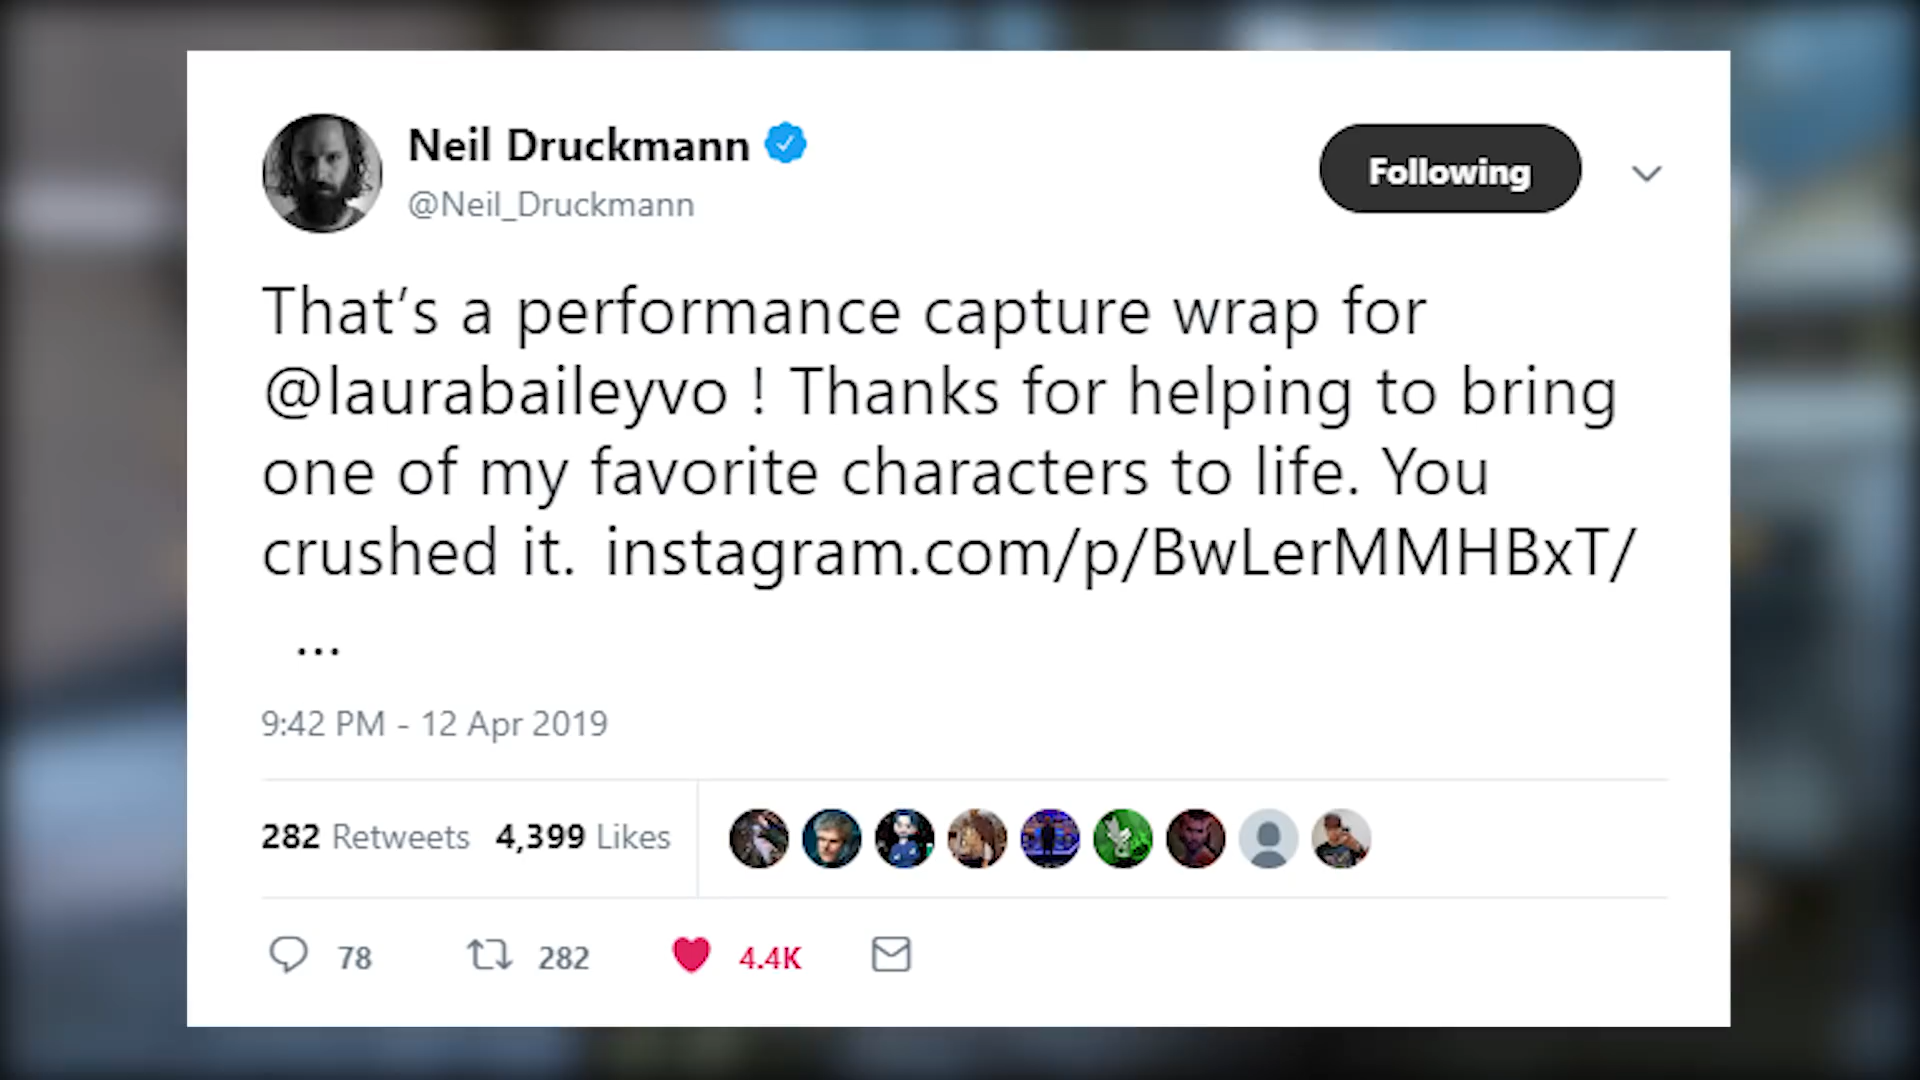 Neil Druckmann
@Neil_Druckmann
Following
That’s a performance capture wrap for
@laurabaileyvo ! Thanks for helping to bring
one of my favorite characters to life. You
crushed it. instagram.com/p/BwLerMMHBxT/
...
9:42 PM - 12 Apr 2019
282 Retweets 4,399 Likes
78 282 4.4K